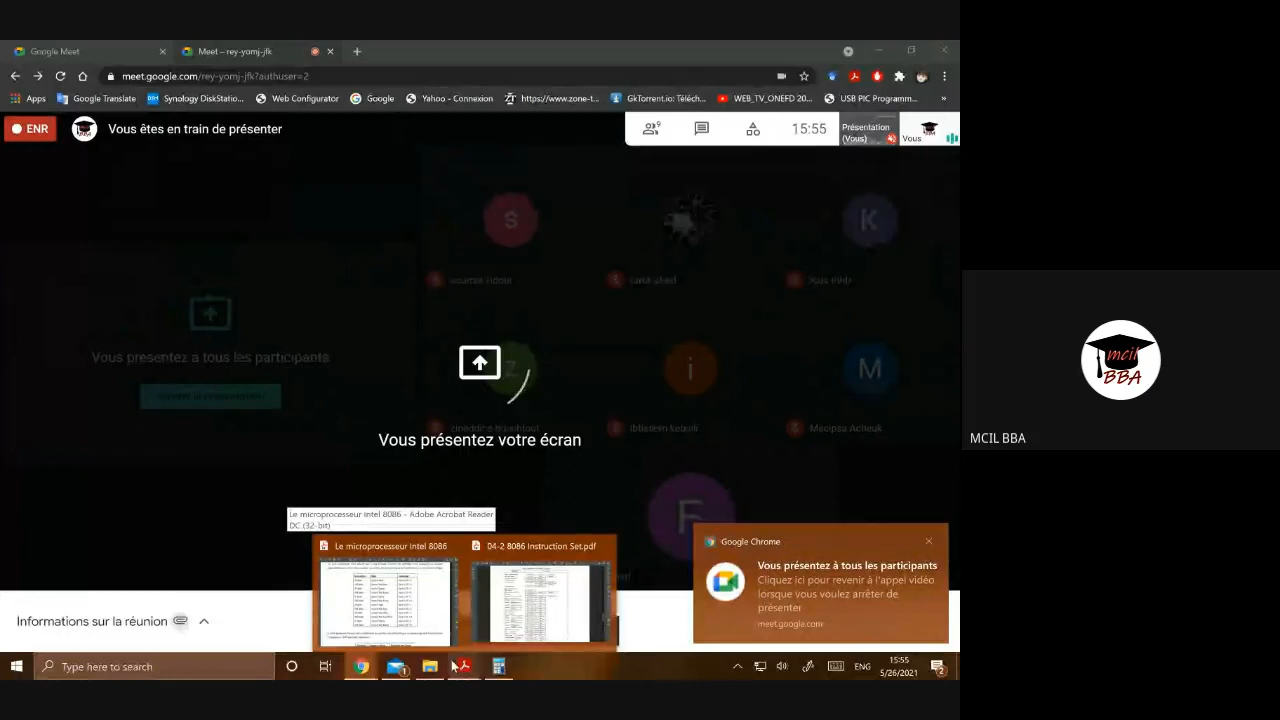 Google Meet
Meet – rey-yomj-jfk
meet.google.com/rey-yomj-jfk?authuser=2
Apps
Google Translate
Synology DiskStatio...
Web Configurator
Google
Yahoo - Connexion
https://www.zone-t...
GkTorrent.io: Téléch...
WEB_TV_ONEFD 20...
USB PIC Programm...
»
ENR
Vous êtes en train de présenter
9
15:55
Présentation
(Vous)
Vous
S
K
Vous présentez à tous les participants
Z
i
M
Vous présentez votre écran
F
mcil
BBA
MCIL BBA
Le microprocesseur Intel 8086 - Adobe Acrobat Reader
DC (32-bit)
Le microprocesseur Intel 8086
04-2 8086 Instruction Set.pdf
Google Chrome
Vous présentez à tous les participants
Cliquez ici pour revenir à l'appel vidéo
lorsque vous voulez arrêter de
présenter
meet.google.com
Type here to search
ENG
15:55
5/26/2021
2